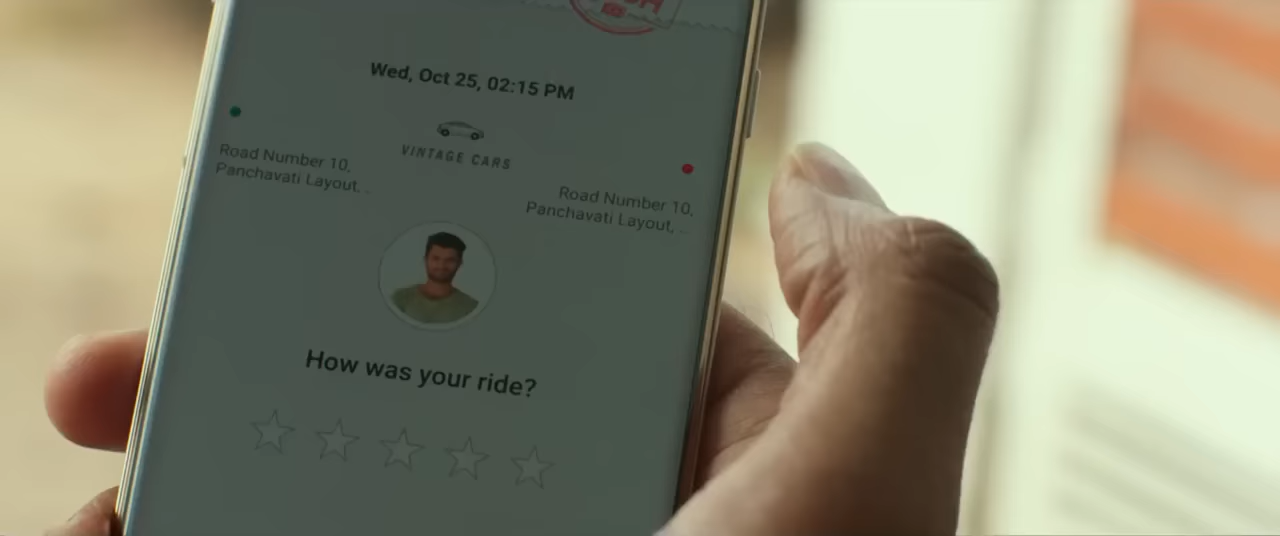 Wed, Oct 25, 02:15 PM
VINTAGE CARS
Road Number 10,
Panchavati Layout, ..
Road Number 10,
Panchavati Layout, ..
How was your ride?